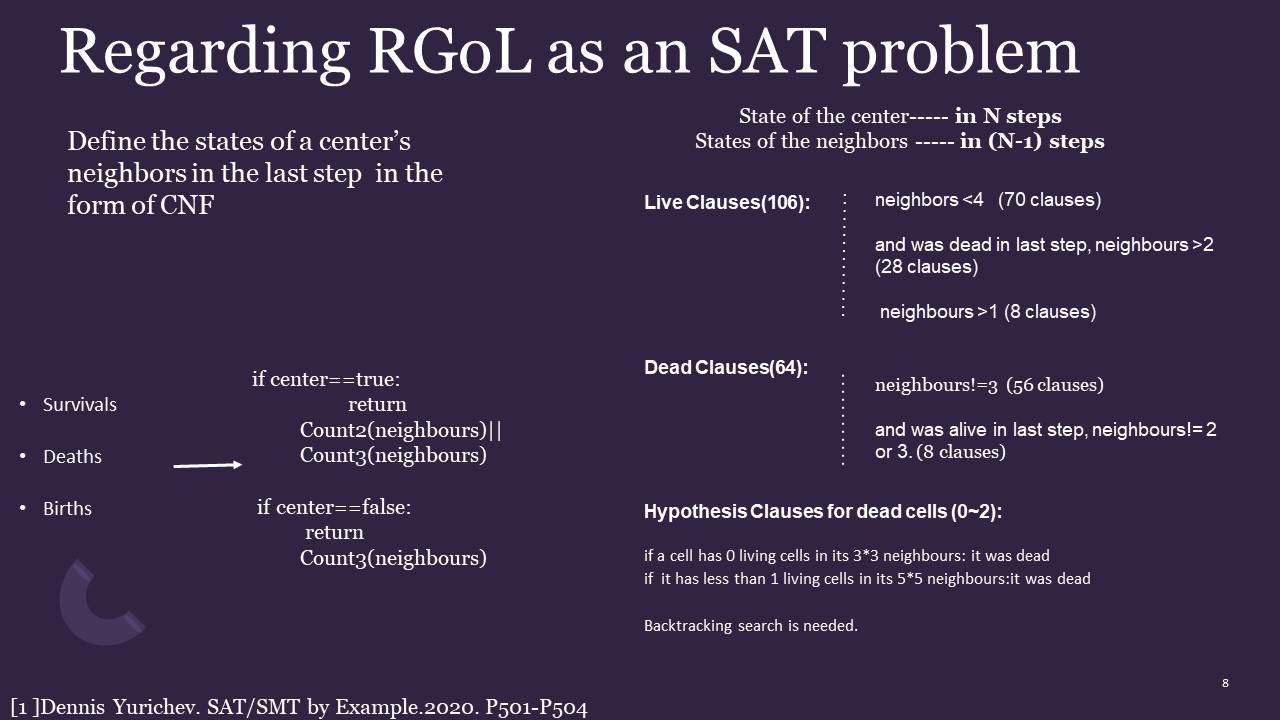 Regarding RGoL as an SAT problem
Define the states of a center’s
neighbors in the last step in the
form of CNF
• Survivals
• Deaths
• Births
if center==true:
return
Count2(neighbours)||
Count3(neighbours)
if center==false:
return
Count3(neighbours)
State of the center----- in N steps
States of the neighbors ----- in (N-1) steps
Live Clauses(106):
neighbors <4 (70 clauses)
and was dead in last step, neighbours >2
(28 clauses)
neighbours >1 (8 clauses)
Dead Clauses(64):
neighbours!=3 (56 clauses)
and was alive in last step, neighbours!= 2
or 3. (8 clauses)
Hypothesis Clauses for dead cells (0~2):
if a cell has 0 living cells in its 3*3 neighbours: it was dead
if it has less than 1 living cells in its 5*5 neighbours:it was dead
Backtracking search is needed.
8
[1 ]Dennis Yurichev. SAT/SMT by Example.2020. P501-P504